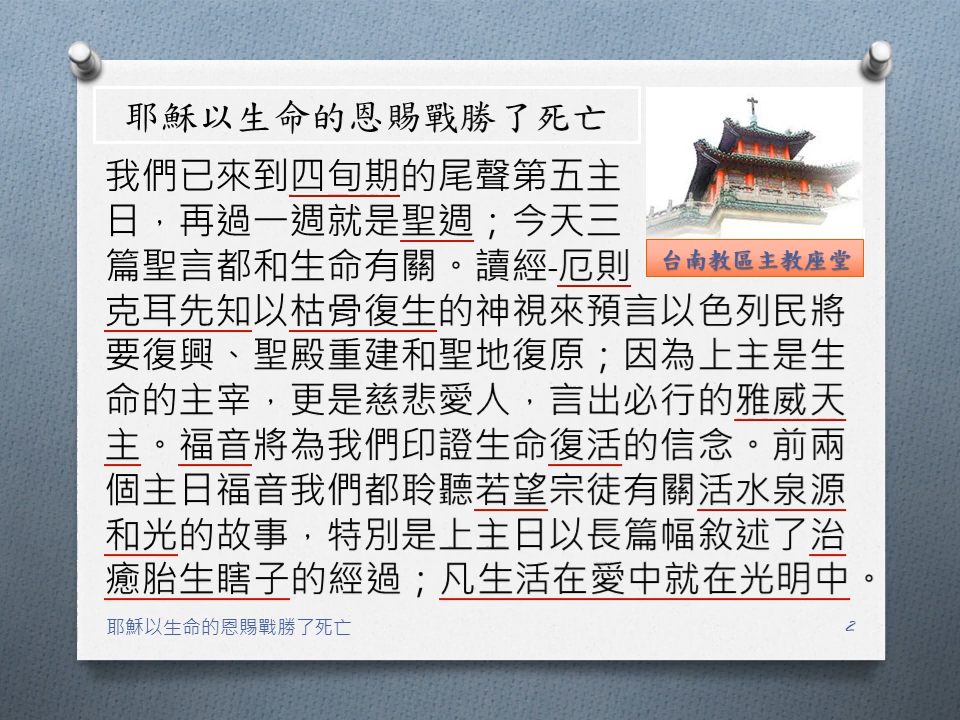 耶穌以生命的恩賜戰勝了死亡
我們已來到四旬期的尾聲第五主
日，再過一週就是聖週；今天三
篇聖言都和生命有關。讀經-厄則
克耳先知以枯骨復生的神視來預言以色列民將
要復興、聖殿重建和聖地復原；因為上主是生
命的主宰，更是慈悲愛人，言出必行的雅威天
主。福音將為我們印證生命復活的信念。前兩
個主日福音我們都聆聽若望宗徒有關活水泉源
和光的故事，特別是上主日以長篇幅敘述了治
癒胎生瞎子的經過；凡生活在愛中就在光明中。
台南教區主教座堂
耶穌以生命的恩賜戰勝了死亡
2